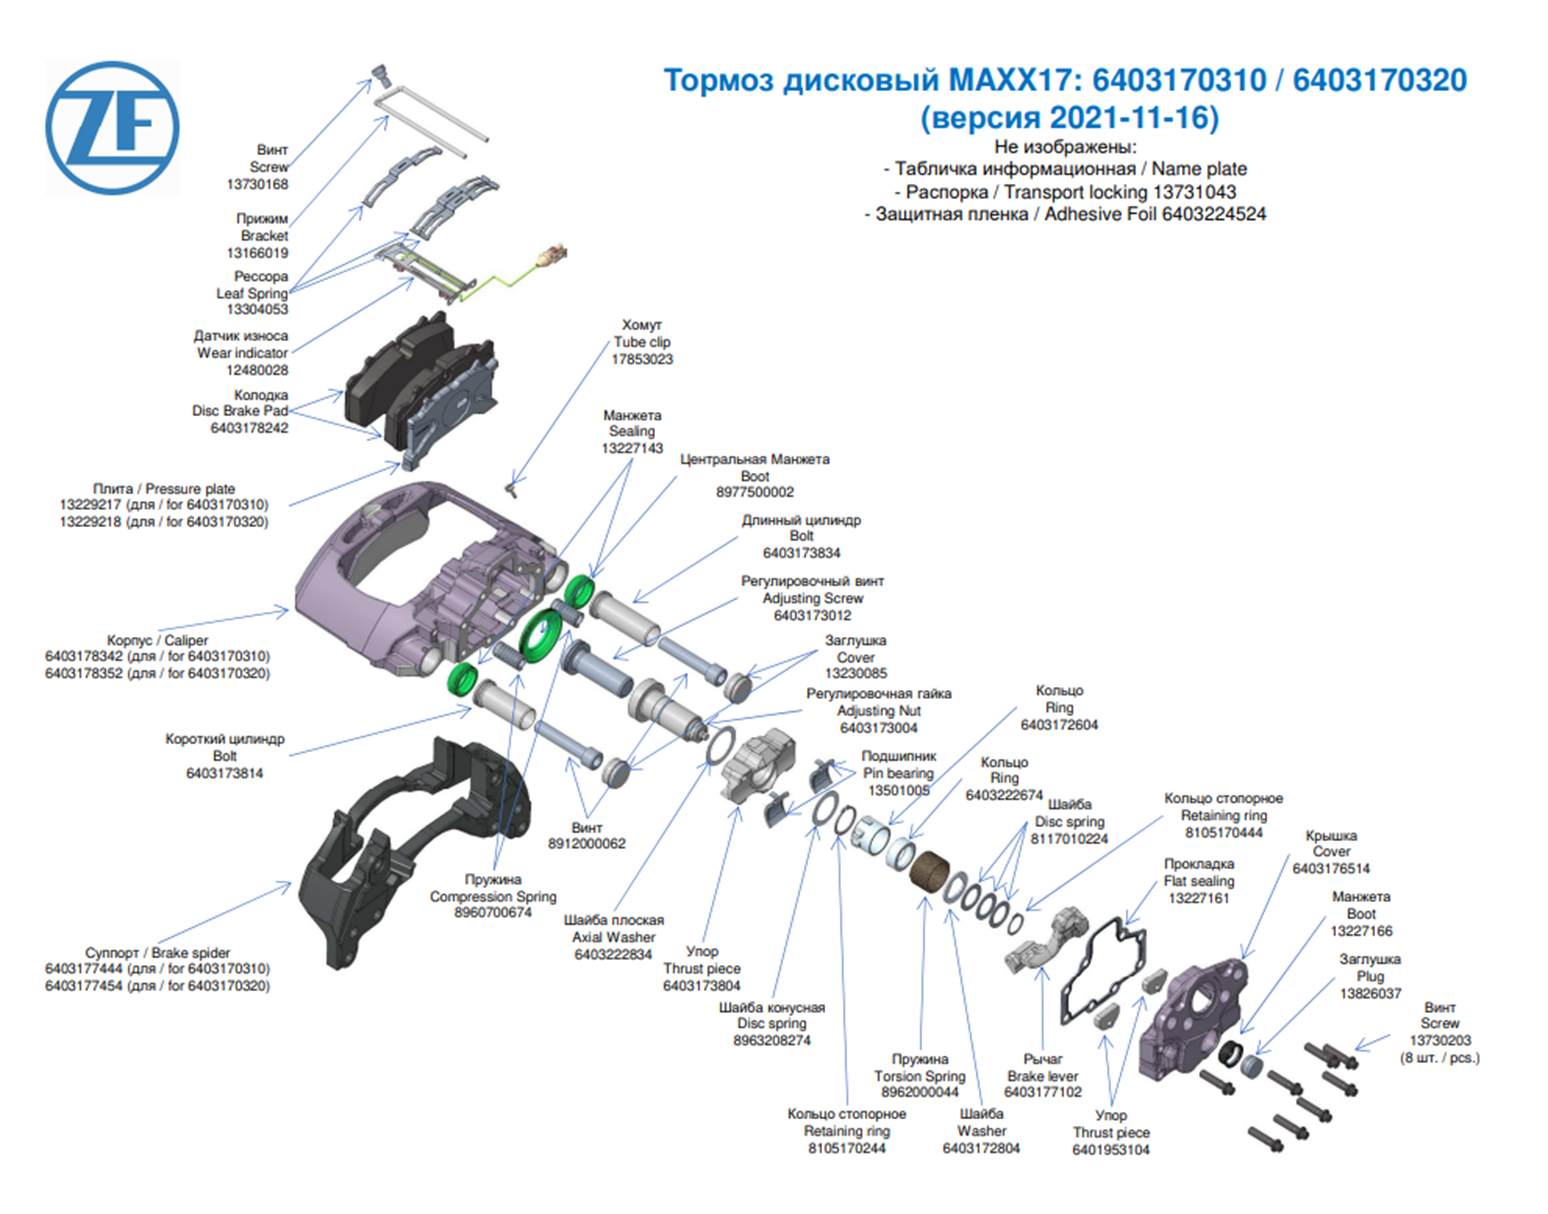 ZF
Тормоз дисковый MAXX17: 6403170310 / 6403170320
(версия 2021-11-16)
Не изображены:
- Табличка информационная / Name plate
- Распорка / Transport locking 13731043
- Защитная пленка / Adhesive Foil 6403224524
Винт
Screw
13730168
Прижим
Bracket
13166019
Рессора
Leaf Spring
13304053
Датчик износа
Wear indicator
12480028
Колодка
Disc Brake Pad
6403178242
Плита / Pressure plate
13229217 (для / for 6403170310)
13229218 (для / for 6403170320)
Хомут
Tube clip
17853023
Манжета
Sealing
13227143
Центральная Манжета
Boot
8977500002
Длинный цилиндр
Bolt
6403173834
Регулировочный винт
Adjusting Screw
6403173012
Заглушка
Cover
13230085
Регулировочная гайка
Adjusting Nut
6403173004
Корпус / Caliper
6403178342 (для / for 6403170310)
6403178352 (для / for 6403170320)
Короткий цилиндр
Bolt
6403173814
Подшипник
Pin bearing
13501005
Кольцо
Ring
6403172604
Кольцо
Ring
6403222674
Шайба
Disc spring
8117010224
Кольцо стопорное
Retaining ring
8105170444
Крышка
Cover
6403176514
Прокладка
Flat sealing
13227161
Манжета
Boot
13227166
Заглушка
Plug
13826037
Винт
Screw
13730203
(8 шт. / pcs.)
Винт
8912000062
Пружина
Compression Spring
8960700674
Шайба плоская
Axial Washer
6403222834
Упор
Thrust piece
6403173804
Суппорт / Brake spider
6403177444 (для / for 6403170310)
6403177454 (для / for 6403170320)
Шайба конусная
Disc spring
8963208274
Пружина
Torsion Spring
8962000044
Рычаг
Brake lever
6403177102
Кольцо стопорное
Retaining ring
8105170244
Шайба
Washer
6403172804
Упор
Thrust piece
6401953104